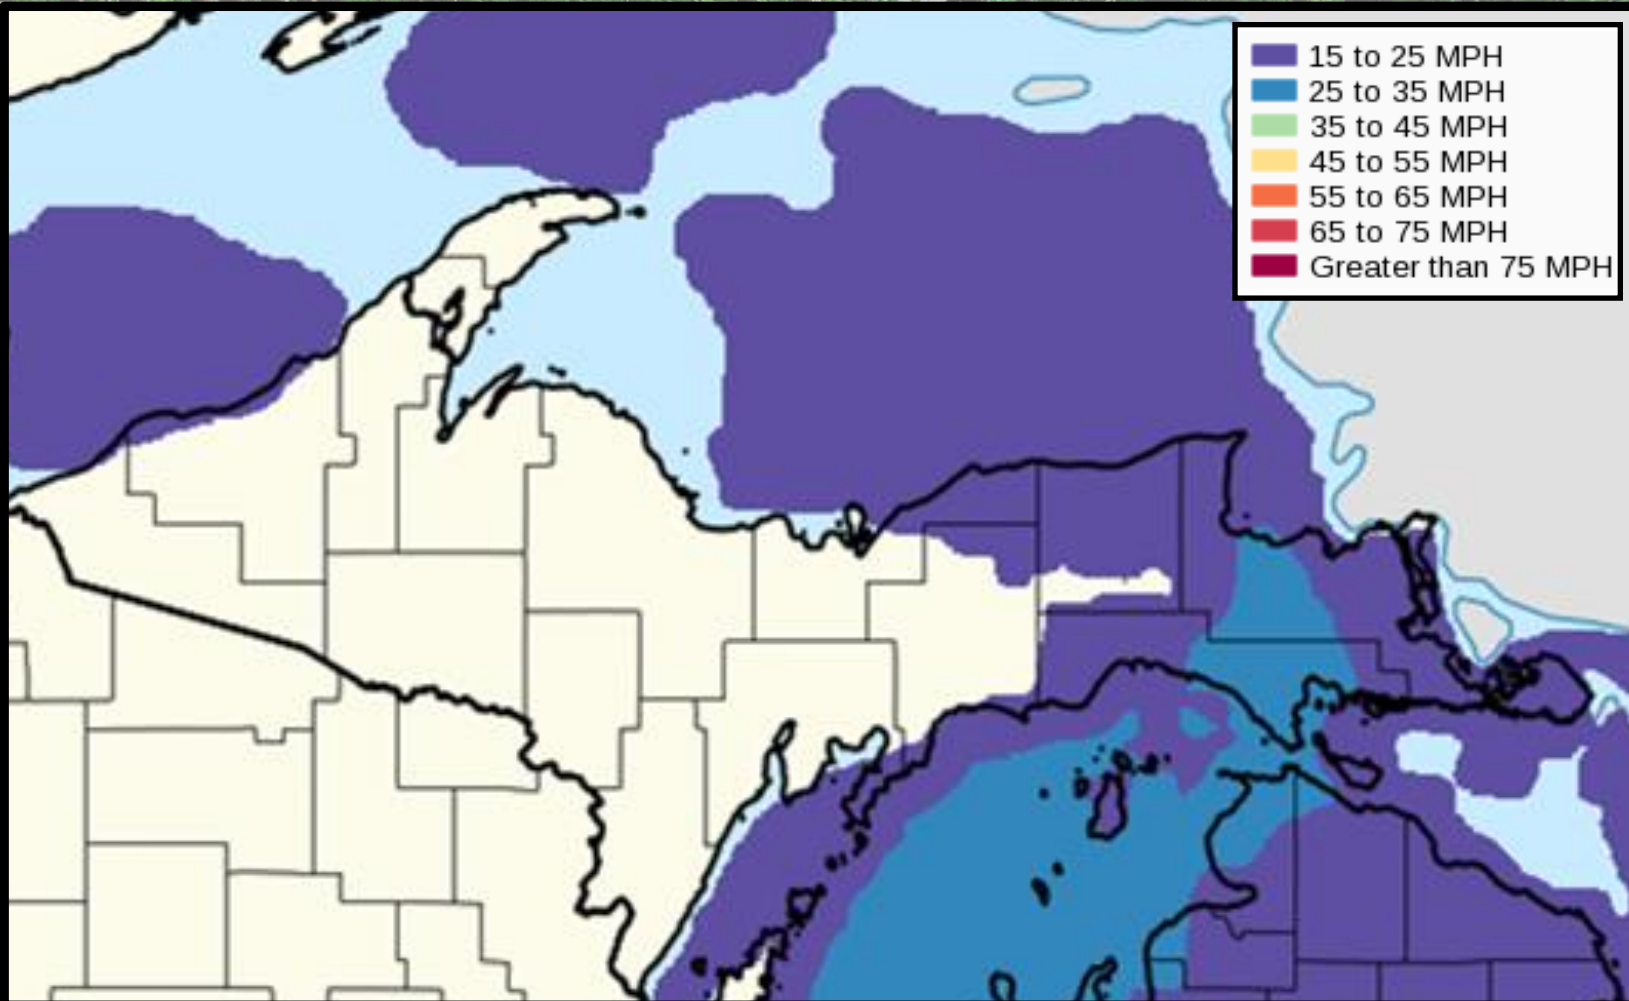 15 to 25 MPH
25 to 35 MPH
35 to 45 MPH
45 to 55 MPH
55 to 65 MPH
65 to 75 MPH
Greater than 75 MPH